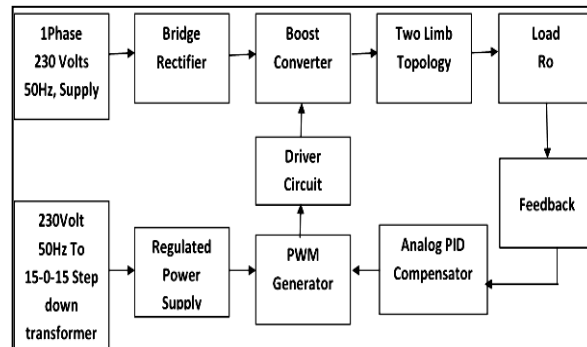 1Phase
230 Volts
50Hz, Supply
Bridge
Rectifier
Boost
Converter
Two Limb
Topology
Load
Ro
Driver
Circuit
Feedback
230Volt
50Hz To
15-0-15 Step
down
transformer
Regulated
Power
Supply
PWM
Generator
Analog PID
Compensator